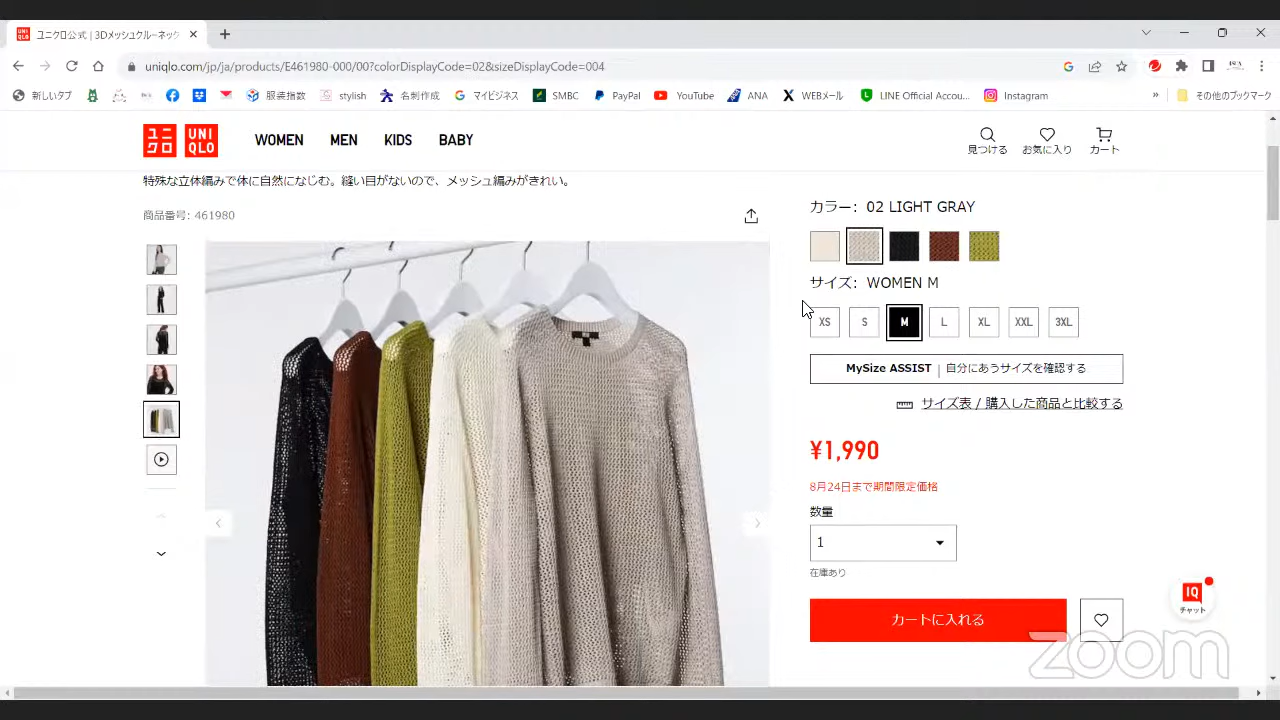 ユニクロ公式 | 3Dメッシュクルーネック
uniqlo.com/jp/ja/products/E461980-000/00?colorDisplayCode=02&sizeDisplayCode=004
新しいタブ 服装指数 stylish 名刺作成 マイビジネス SMBC PayPal YouTube ANA WEBメール LINE Official Accou... Instagram » その他のブックマーク
ユニクロ UNIQLO WOMEN MEN KIDS BABY 見つける お気に入り カート
特殊な立体編みで体に自然になじむ。縫い目がないので、メッシュ編みがきれい。
商品番号: 461980
カラー: 02 LIGHT GRAY
サイズ: WOMEN M
XS S M L XL XXL 3XL
MySize ASSIST | 自分にあうサイズを確認する
サイズ表 / 購入した商品と比較する
¥1,990
8月24日まで期間限定価格
数量
1
在庫あり
カートに入れる
IQ
チャット
zoom